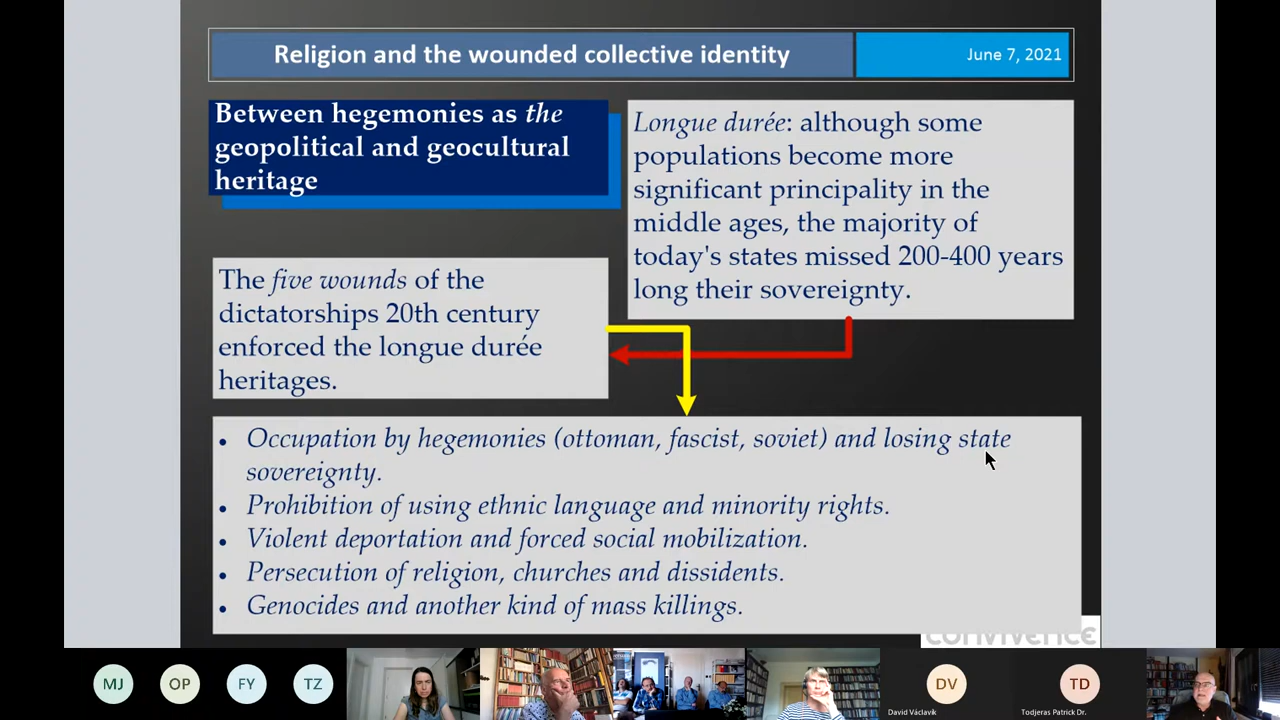 Religion and the wounded collective identity
June 7, 2021
Between hegemonies as the
geopolitical and geocultural
heritage
Longue durée: although some
populations become more
significant principality in the
middle ages, the majority of
today's states missed 200-400 years
long their sovereignty.
The five wounds of the
dictatorships 20th century
enforced the longue durée
heritages.
• Occupation by hegemonies (ottoman, fascist, soviet) and losing state
sovereignty.
• Prohibition of using ethnic language and minority rights.
• Violent deportation and forced social mobilization.
• Persecution of religion, churches and dissidents.
• Genocides and another kind of mass killings.
convivence
MJ
OP
FY
TZ
DV
TD
David Václavík
Todjeras Patrick Dr.